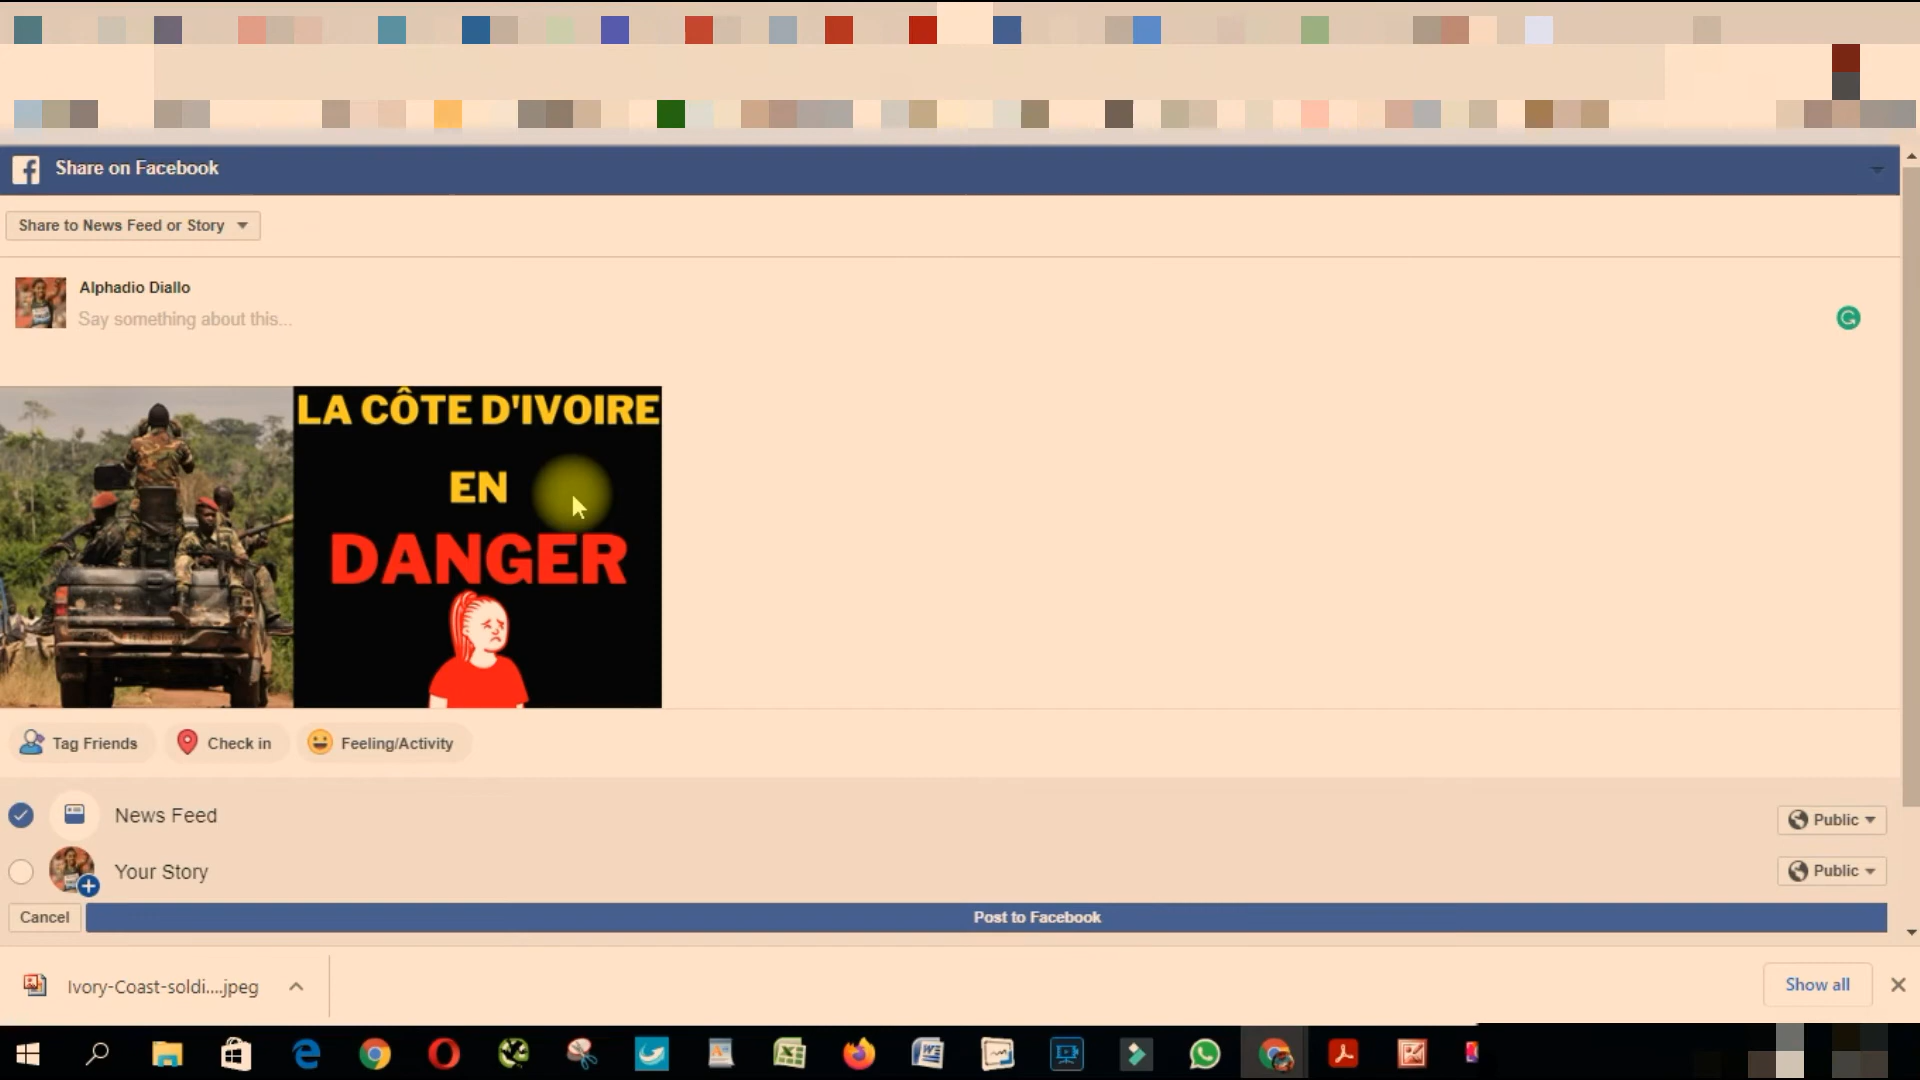 Share on Facebook
Share to News Feed or Story
Alphadio Diallo
Say something about this...
LA CÔTE D'IVOIRE
EN
DANGER
Tag Friends Check in Feeling/Activity
News Feed Public
Your Story Public
Cancel Post to Facebook
Ivory-Coast-soldi....jpeg Show all